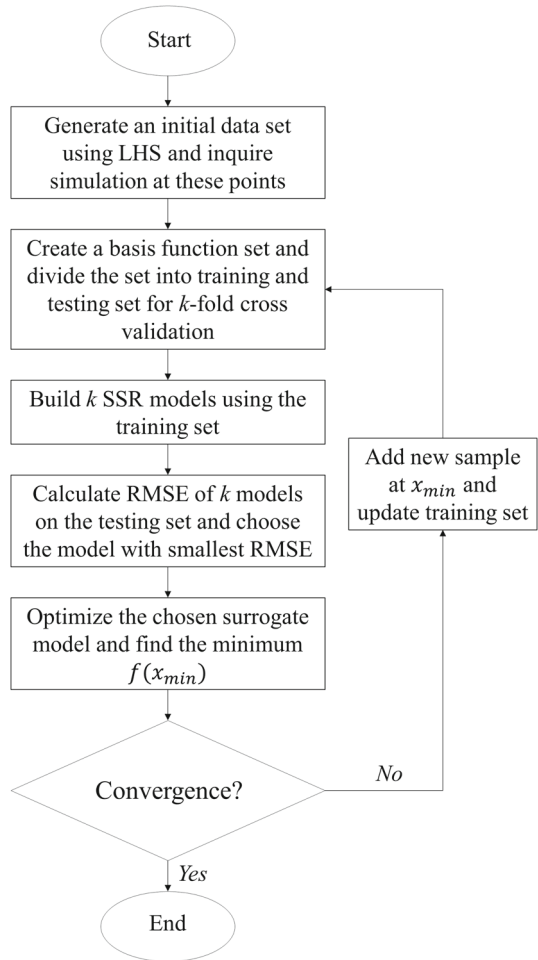 Start
Generate an initial data set
using LHS and inquire
simulation at these points
Create a basis function set and
divide the set into training and
testing set for k-fold cross
validation
Build k SSR models using the
training set
Calculate RMSE of k models
on the testing set and choose
the model with smallest RMSE
Optimize the chosen surrogate
model and find the minimum
f(x_min)
Convergence?
No
Add new sample
at x_min and
update training set
Yes
End